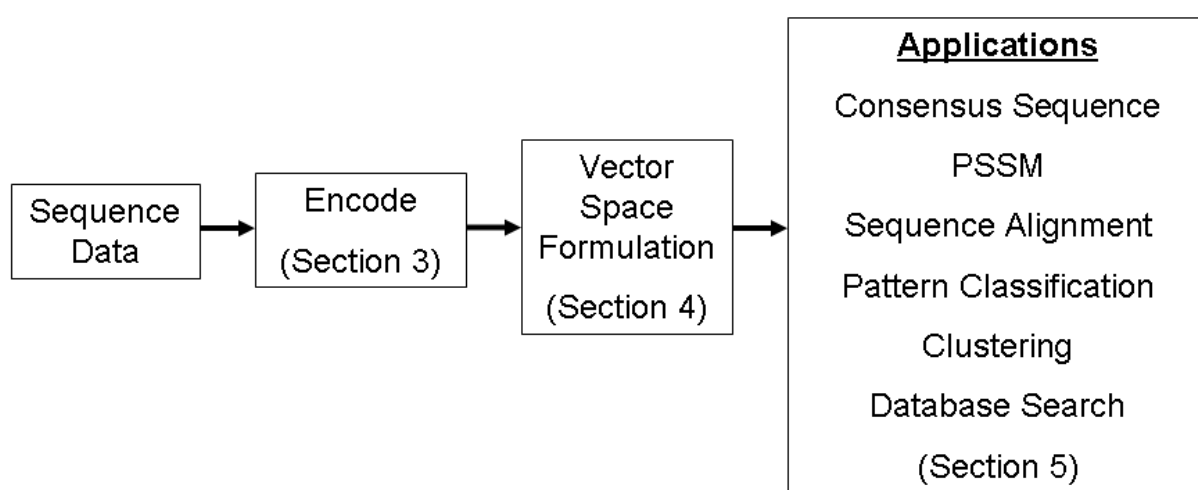 Sequence
Data
Encode
(Section 3)
Vector
Space
Formulation
(Section 4)
Applications
Consensus Sequence
PSSM
Sequence Alignment
Pattern Classification
Clustering
Database Search
(Section 5)